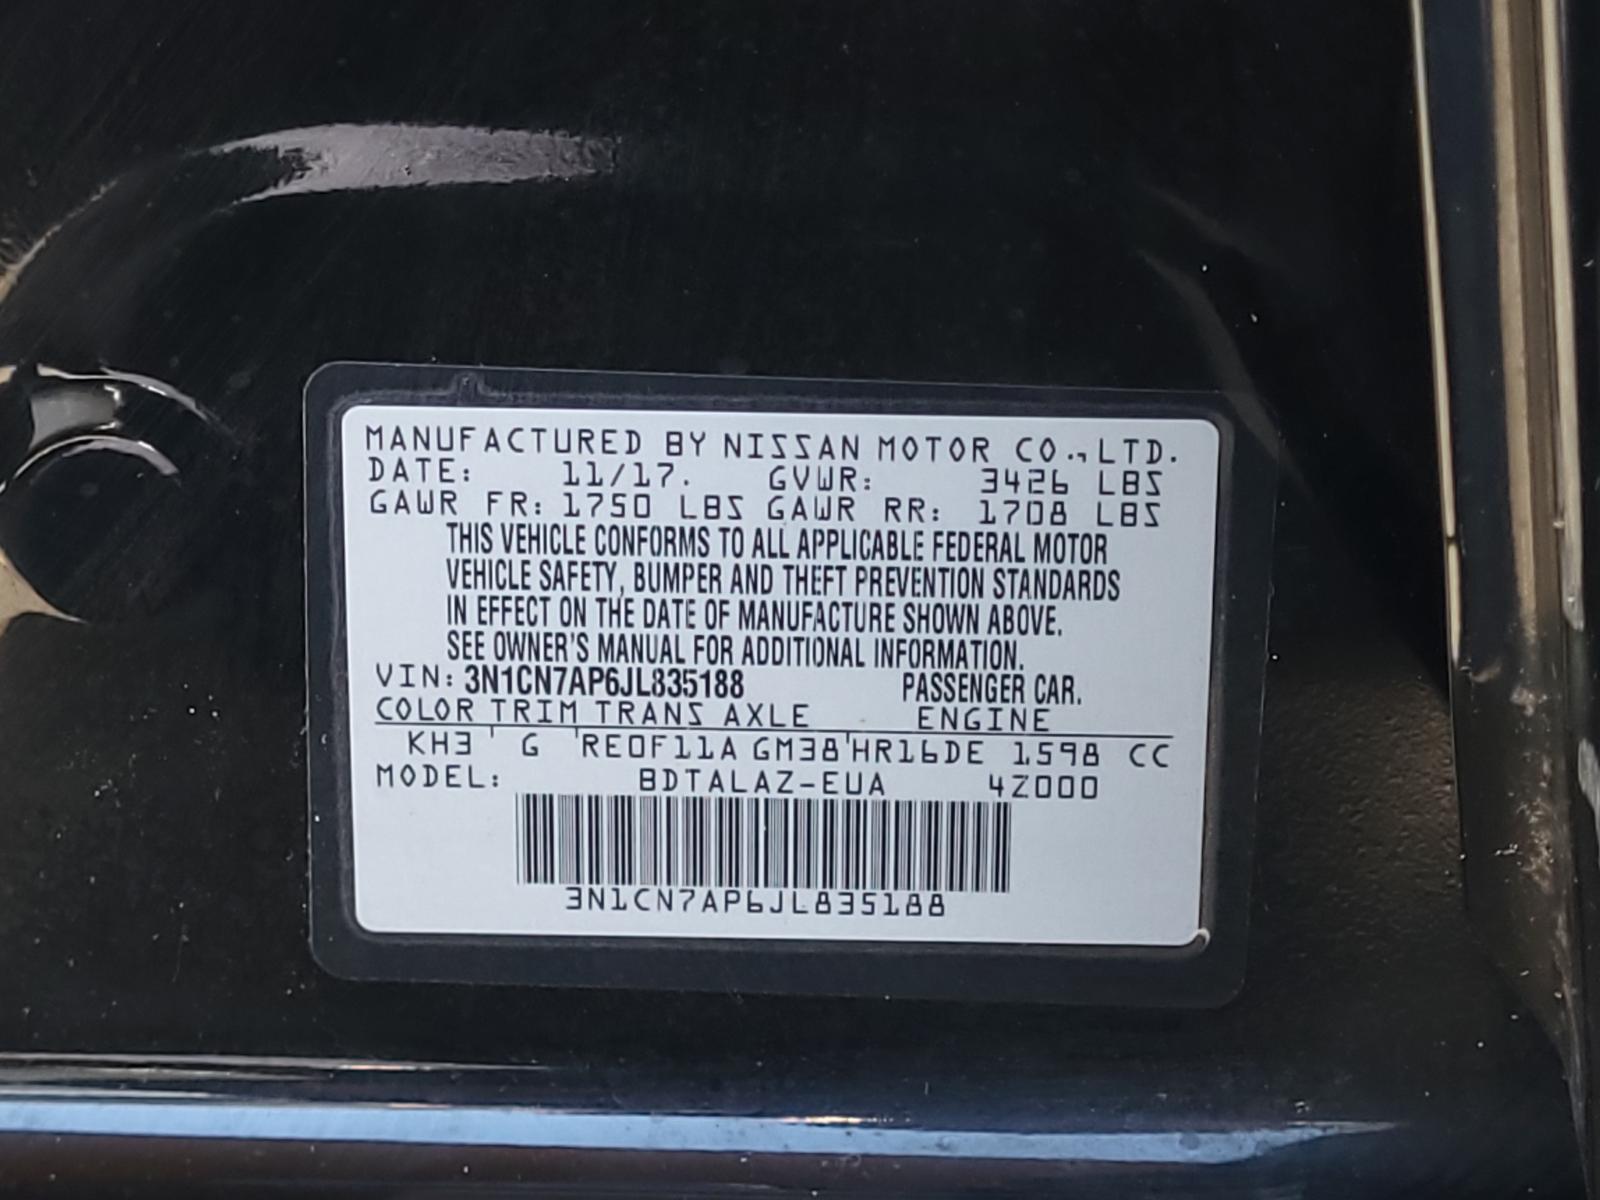 MANUFACTURED BY NISSAN MOTOR CO.,LTD.
DATE: 11/17. GVWR: 3426 LBS
GAWR FR: 1750 LBS GAWR RR: 1708 LBS
THIS VEHICLE CONFORMS TO ALL APPLICABLE FEDERAL MOTOR
VEHICLE SAFETY, BUMPER AND THEFT PREVENTION STANDARDS
IN EFFECT ON THE DATE OF MANUFACTURE SHOWN ABOVE.
SEE OWNER'S MANUAL FOR ADDITIONAL INFORMATION.
VIN: 3N1CN7AP6JL835188 PASSENGER CAR.
COLOR TRIM TRANS AXLE ENGINE
KH3 ' G ' RE0F11A GM38 ' HR16DE 1598 CC
MODEL: BDTALAZ-EUA 4Z000
3N1CN7AP6JL835188